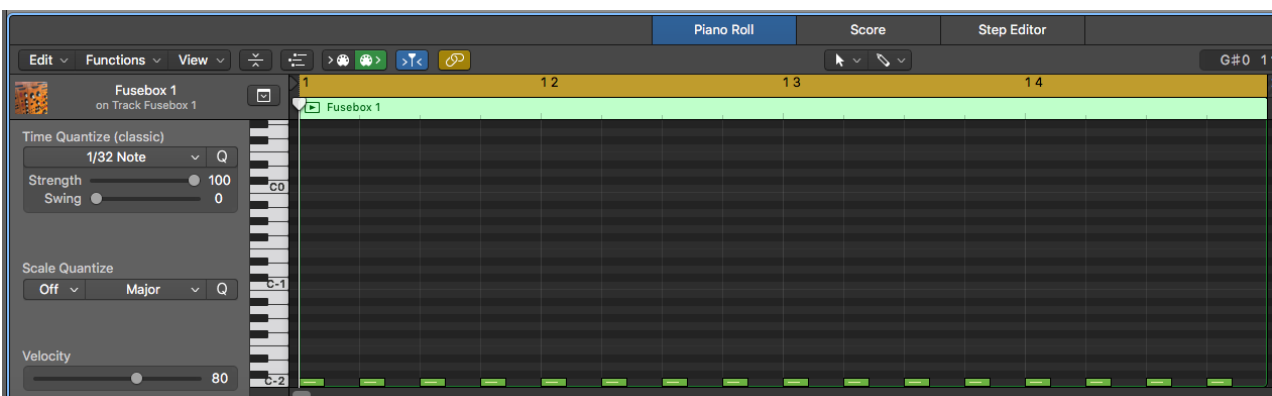 Piano Roll Score Step Editor
Edit Functions View G#0 1
Fusebox 1
on Track Fusebox 1
1 1 2 1 3 1 4
Fusebox 1
Time Quantize (classic)
1/32 Note Q
Strength 100
Swing 0
C0
Scale Quantize
C-1
Off Major Q
Velocity
80
C-2